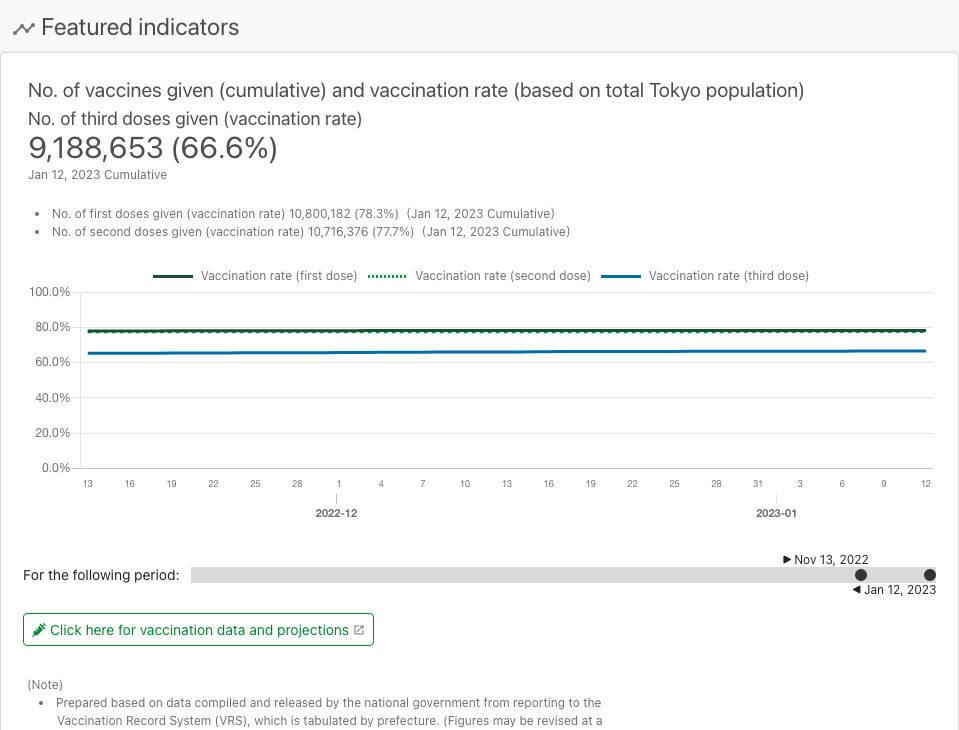 Featured indicators
No. of vaccines given (cumulative) and vaccination rate (based on total Tokyo population)
No. of third doses given (vaccination rate)
9,188,653 (66.6%)
Jan 12, 2023 Cumulative
• No. of first doses given (vaccination rate) 10,800,182 (78.3%) (Jan 12, 2023 Cumulative)
• No. of second doses given (vaccination rate) 10,716,376 (77.7%) (Jan 12, 2023 Cumulative)
Vaccination rate (first dose) Vaccination rate (second dose) Vaccination rate (third dose)
100.0%
80.0%
60.0%
40.0%
20.0%
0.0%
13 16 19 22 25 28 1 4 7 10 13 16 19 22 25 28 31 3 6 9 12
2022-12 2023-01
▶ Nov 13, 2022
For the following period:
◀ Jan 12, 2023
Click here for vaccination data and projections
(Note)
• Prepared based on data compiled and released by the national government from reporting to the
Vaccination Record System (VRS), which is tabulated by prefecture. (Figures may be revised at a